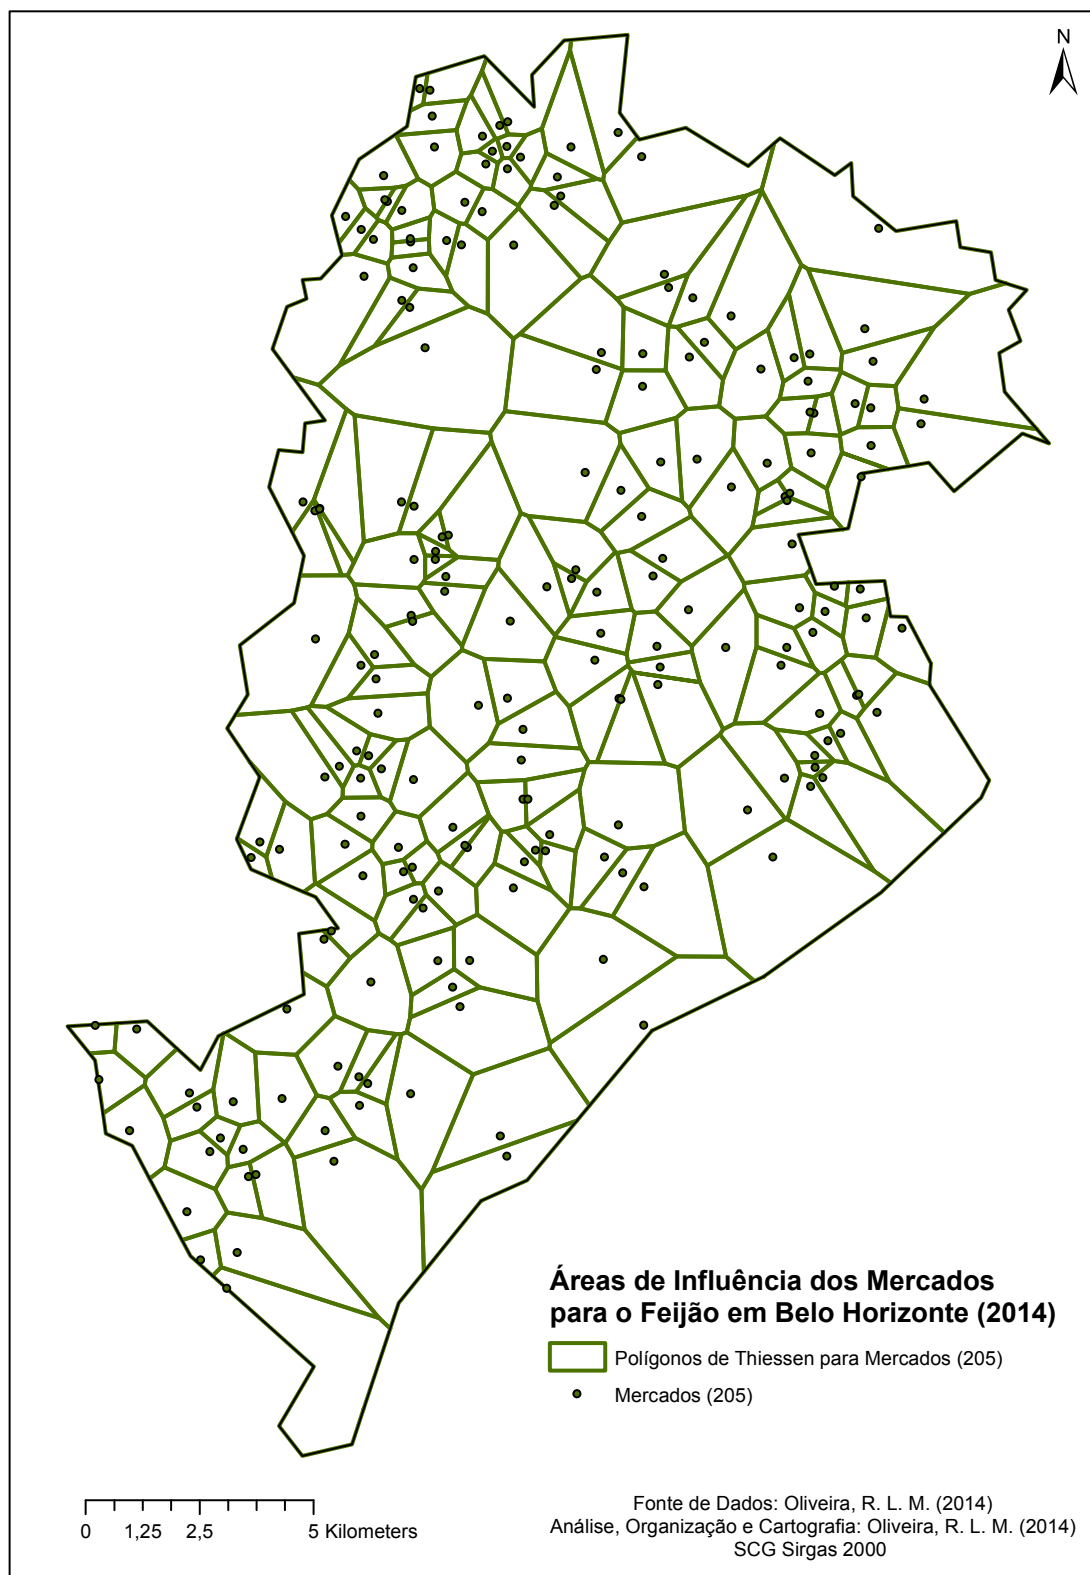 N
Áreas de Influência dos Mercados
para o Feijão em Belo Horizonte (2014)
Polígonos de Thiessen para Mercados (205)
Mercados (205)
0 1,25 2,5 5 Kilometers
Fonte de Dados: Oliveira, R. L. M. (2014)
Análise, Organização e Cartografia: Oliveira, R. L. M. (2014)
SCG Sirgas 2000